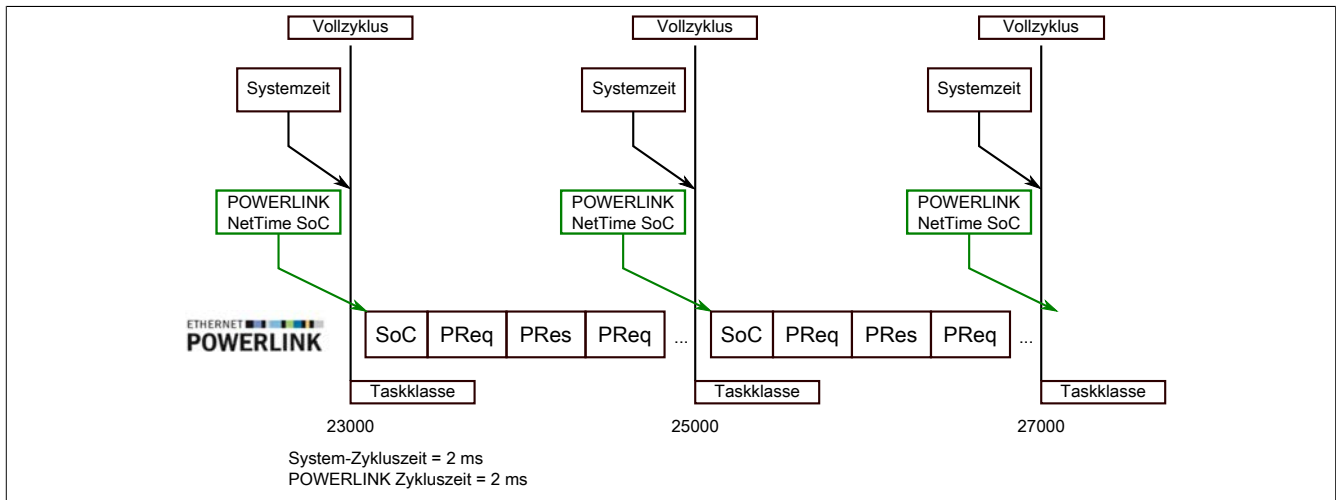 Vollzyklus Vollzyklus Vollzyklus
Systemzeit Systemzeit Systemzeit
POWERLINK POWERLINK POWERLINK
NetTime SoC NetTime SoC NetTime SoC
ETHERNET
POWERLINK
SoC PReq PRes PReq ... SoC PReq PRes PReq ...
Taskklasse Taskklasse Taskklasse
23000 25000 27000
System-Zykluszeit = 2 ms
POWERLINK Zykluszeit = 2 ms